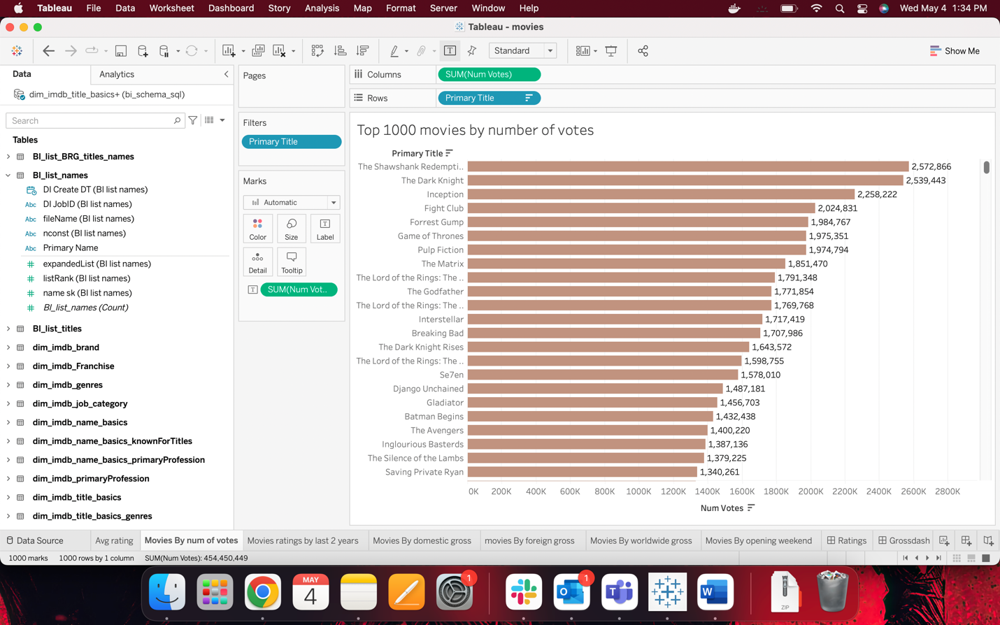 Tableau File Data Worksheet Dashboard Story Analysis Map Format Server Window Help Wed May 4 1:34 PM
Tableau - movies
Standard Show Me
Data Analytics
dim_imdb_title_basics+ (bi_schema_sql)
Search
Tables
BI_list_BRG_titles_names
BI_list_names
DI Create DT (BI list names)
Abc DI JobID (BI list names)
Abc fileName (BI list names)
Abc nconst (BI list names)
Abc Primary Name
# expandedList (BI list names)
# listRank (BI list names)
# name sk (BI list names)
# BI_list_names (Count)
BI_list_titles
dim_imdb_brand
dim_imdb_Franchise
dim_imdb_genres
dim_imdb_job_category
dim_imdb_name_basics
dim_imdb_name_basics_knownForTitles
dim_imdb_name_basics_primaryProfession
dim_imdb_primaryProfession
dim_imdb_title_basics
dim_imdb_title_basics_genres
Pages
Filters
Primary Title
Marks
Automatic
Color Size Label
Detail Tooltip
SUM(Num Vot..
Columns SUM(Num Votes)
Rows Primary Title
Top 1000 movies by number of votes
Primary Title
The Shawshank Redempti.. 2,572,866
The Dark Knight 2,539,443
Inception 2,258,222
Fight Club 2,024,831
Forrest Gump 1,984,767
Game of Thrones 1,975,351
Pulp Fiction 1,974,794
The Matrix 1,851,470
The Lord of the Rings: The .. 1,791,348
The Godfather 1,771,854
The Lord of the Rings: The .. 1,769,768
Interstellar 1,717,419
Breaking Bad 1,707,986
The Dark Knight Rises 1,643,572
The Lord of the Rings: The .. 1,598,755
Se7en 1,578,010
Django Unchained 1,487,181
Gladiator 1,456,703
Batman Begins 1,432,438
The Avengers 1,400,220
Inglourious Basterds 1,387,136
The Silence of the Lambs 1,379,225
Saving Private Ryan 1,340,261
0K 200K 400K 600K 800K 1000K 1200K 1400K 1600K 1800K 2000K 2200K 2400K 2600K 2800K
Num Votes
Data Source Avg rating Movies By num of votes Movies ratings by last 2 years Movies By domestic gross movies By foreign gross Movies By worldwide gross Movies By opening weekend Ratings Grossdash
1000 marks 1000 rows by 1 column SUM(Num Votes): 454,450,449
MAY
4
1
1
ZIP